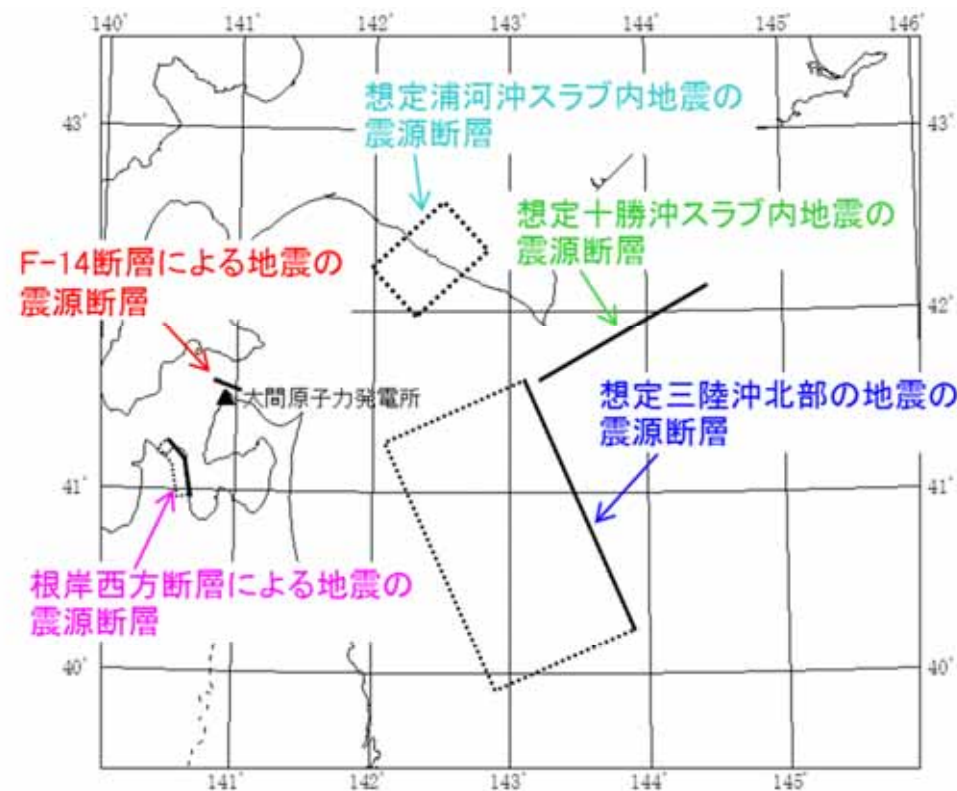 140° 141° 142° 143° 144° 145° 146°
想定浦河沖スラブ内地震の
震源断層
43° 43°
想定十勝沖スラブ内地震の
震源断層
F-14断層による地震の
震源断層
42° 42°
大間原子力発電所
想定三陸沖北部の地震の
震源断層
41° 41°
根岸西方断層による地震の
震源断層
40° 40°
141° 142° 143° 144° 145°